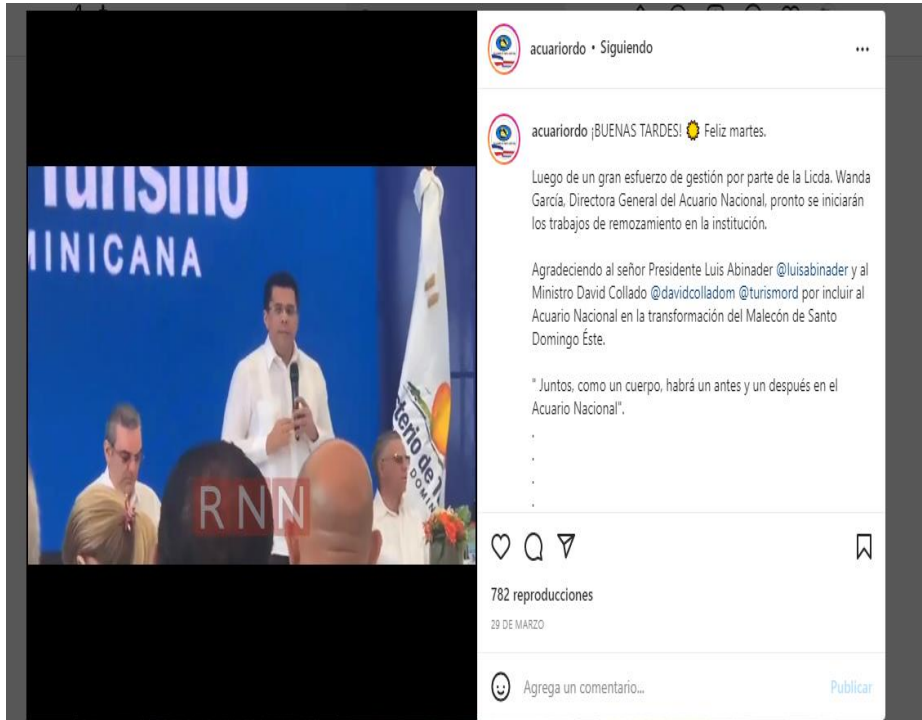 Turismo
MINICANA
RNN
acuariordo • Siguiendo
acuariordo ¡BUENAS TARDES! Feliz martes.
Luego de un gran esfuerzo de gestión por parte de la Licda. Wanda
García, Directora General del Acuario Nacional, pronto se iniciarán
los trabajos de remozamiento en la institución.
Agradeciendo al señor Presidente Luis Abinader @luisabinader y al
Ministro David Collado @davidcolladom @turismord por incluir al
Acuario Nacional en la transformación del Malecón de Santo
Domingo Éste.
" Juntos, como un cuerpo, habrá un antes y un después en el
Acuario Nacional".
.
.
.
.
782 reproducciones
29 DE MARZO
Agrega un comentario...
Publicar